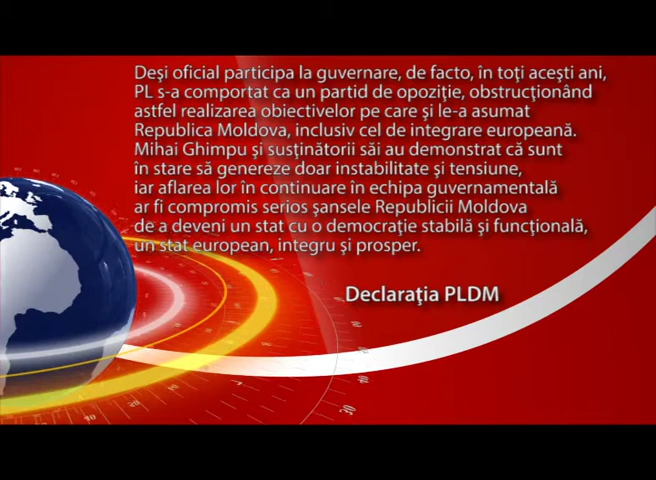 Deşi oficial participa la guvernare, de facto, în toţi aceşti ani,
PL s-a comportat ca un partid de opoziţie, obstrucţionând
astfel realizarea obiectivelor pe care şi le-a asumat
Republica Moldova, inclusiv cel de integrare europeană.
Mihai Ghimpu şi susţinătorii săi au demonstrat că sunt
în stare să genereze doar instabilitate şi tensiune,
iar aflarea lor în continuare în echipa guvernamentală
ar fi compromis serios şansele Republicii Moldova
de a deveni un stat cu o democraţie stabilă şi funcţională,
un stat european, integru şi prosper.
Declaraţia PLDM